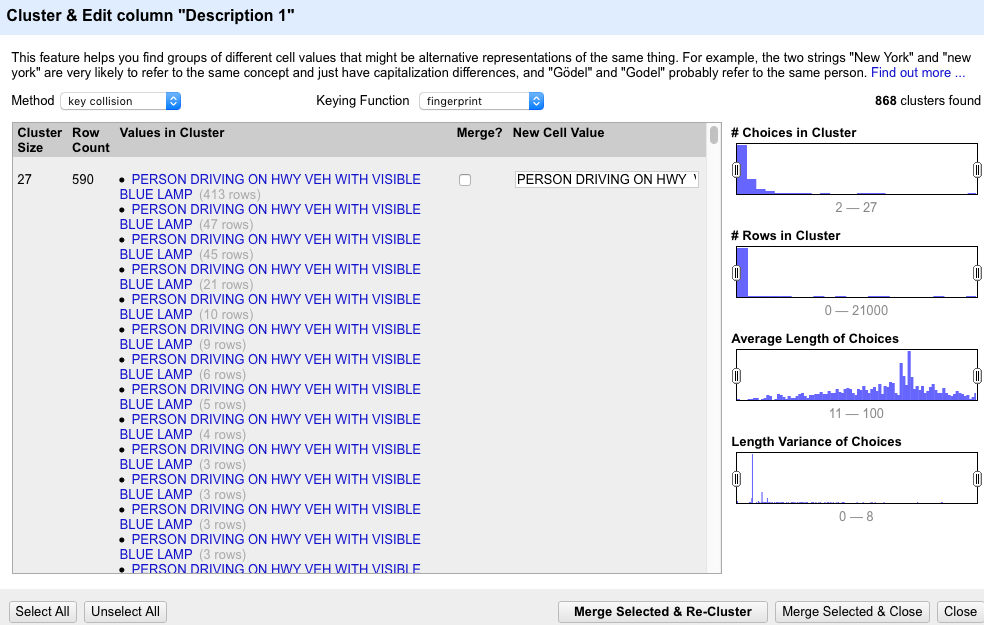 Cluster & Edit column "Description 1"
This feature helps you find groups of different cell values that might be alternative representations of the same thing. For example, the two strings "New York" and "new
york" are very likely to refer to the same concept and just have capitalization differences, and "Gödel" and "Godel" probably refer to the same person. Find out more ...
Method key collision Keying Function fingerprint 868 clusters found
Cluster Size Row Count Values in Cluster Merge? New Cell Value
27 590
• PERSON DRIVING ON HWY VEH WITH VISIBLE
BLUE LAMP (413 rows)
• PERSON DRIVING ON HWY VEH WITH VISIBLE
BLUE LAMP (47 rows)
• PERSON DRIVING ON HWY VEH WITH VISIBLE
BLUE LAMP (45 rows)
• PERSON DRIVING ON HWY VEH WITH VISIBLE
BLUE LAMP (21 rows)
• PERSON DRIVING ON HWY VEH WITH VISIBLE
BLUE LAMP (10 rows)
• PERSON DRIVING ON HWY VEH WITH VISIBLE
BLUE LAMP (9 rows)
• PERSON DRIVING ON HWY VEH WITH VISIBLE
BLUE LAMP (6 rows)
• PERSON DRIVING ON HWY VEH WITH VISIBLE
BLUE LAMP (5 rows)
• PERSON DRIVING ON HWY VEH WITH VISIBLE
BLUE LAMP (4 rows)
• PERSON DRIVING ON HWY VEH WITH VISIBLE
BLUE LAMP (3 rows)
• PERSON DRIVING ON HWY VEH WITH VISIBLE
BLUE LAMP (3 rows)
• PERSON DRIVING ON HWY VEH WITH VISIBLE
BLUE LAMP (3 rows)
• PERSON DRIVING ON HWY VEH WITH VISIBLE
BLUE LAMP (3 rows)
• PERSON DRIVING ON HWY VEH WITH VISIBLE
PERSON DRIVING ON HWY
# Choices in Cluster
2 — 27
# Rows in Cluster
0 — 21000
Average Length of Choices
11 — 100
Length Variance of Choices
0 — 8
Select All Unselect All Merge Selected & Re-Cluster Merge Selected & Close Close